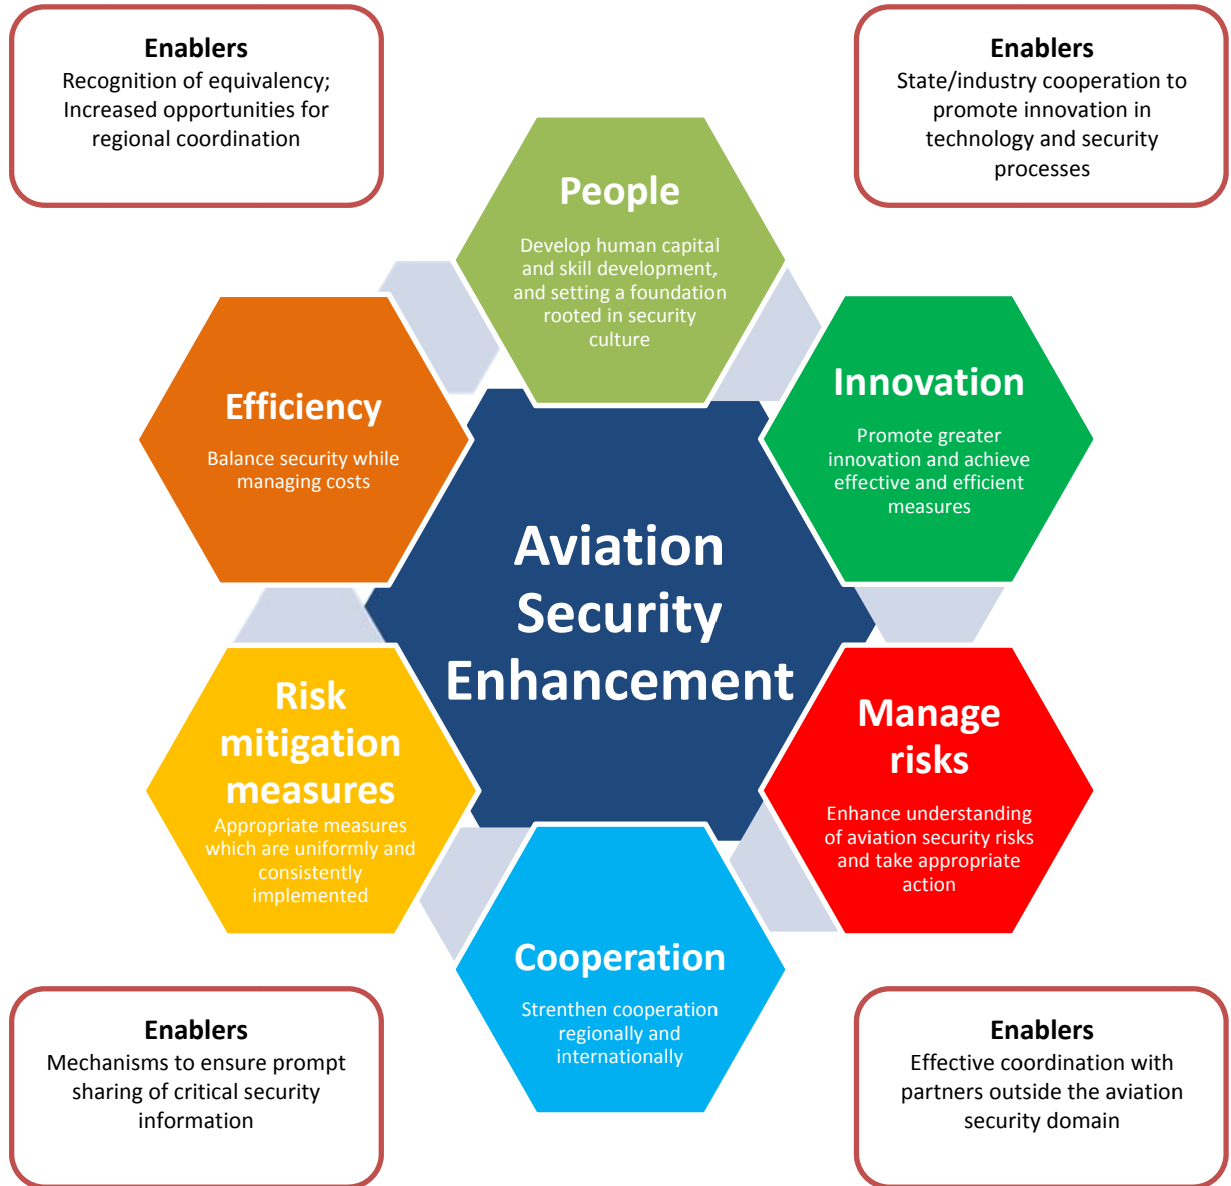 Enablers
Recognition of equivalency;
Increased opportunities for
regional coordination
Enablers
State/industry cooperation to
promote innovation in
technology and security
processes
People
Develop human capital
and skill development,
and setting a foundation
rooted in security
culture
Efficiency
Balance security while
managing costs
Innovation
Promote greater
innovation and achieve
effective and efficient
measures
Aviation
Security
Enhancement
Risk
mitigation
measures
Appropriate measures
which are uniformly and
consistently
implemented
Manage
risks
Enhance understanding
of aviation security risks
and take appropriate
action
Cooperation
Strenthen cooperation
regionally and
internationally
Enablers
Mechanisms to ensure prompt
sharing of critical security
information
Enablers
Effective coordination with
partners outside the aviation
security domain